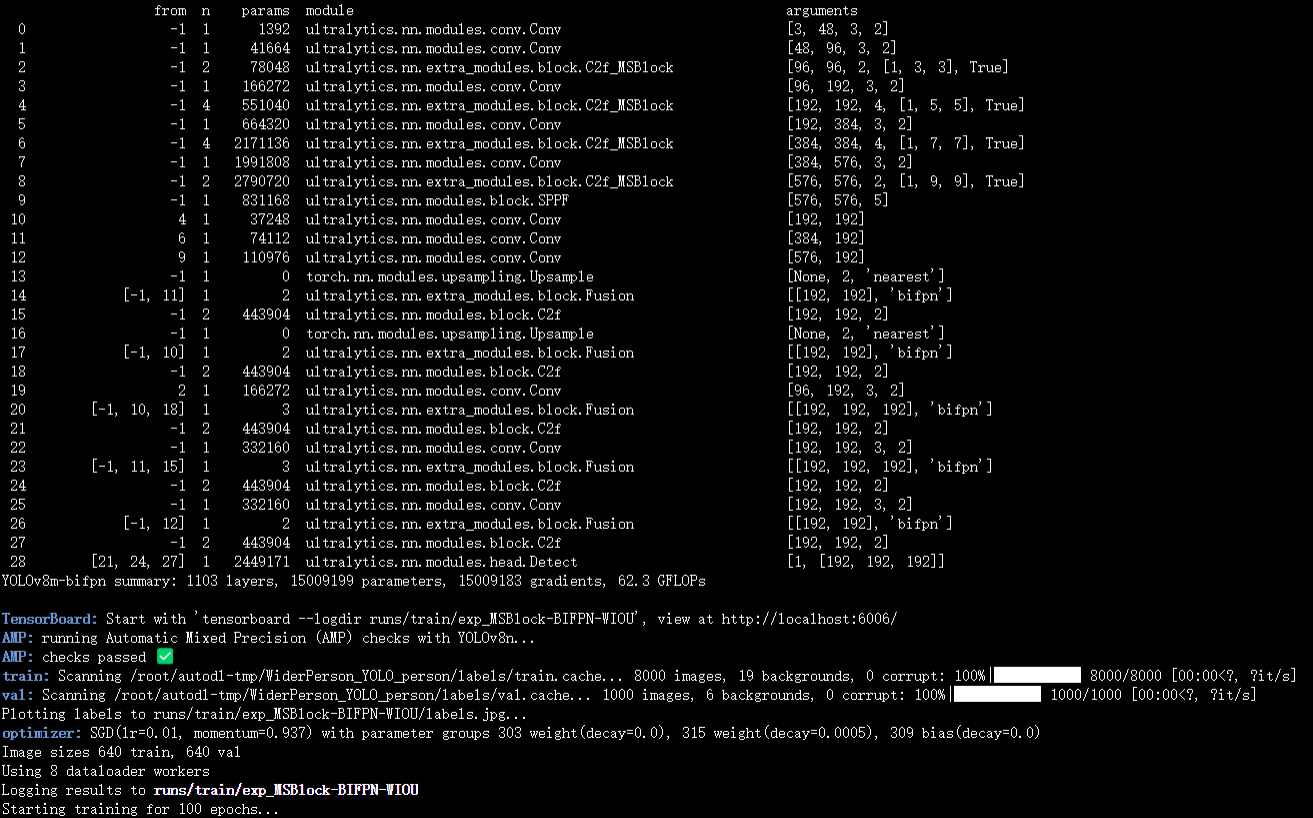 from  n    params  module                                       arguments
  0                  -1  1      1392  ultralytics.nn.modules.conv.Conv             [3, 48, 3, 2]
  1                  -1  1     41664  ultralytics.nn.modules.conv.Conv             [48, 96, 3, 2]
  2                  -1  2     78048  ultralytics.nn.extra_modules.block.C2f_MSBlock [96, 96, 2, [1, 3, 3], True]
  3                  -1  1    166272  ultralytics.nn.modules.conv.Conv             [96, 192, 3, 2]
  4                  -1  4    551040  ultralytics.nn.extra_modules.block.C2f_MSBlock [192, 192, 4, [1, 5, 5], True]
  5                  -1  1    664320  ultralytics.nn.modules.conv.Conv             [192, 384, 3, 2]
  6                  -1  4   2171136  ultralytics.nn.extra_modules.block.C2f_MSBlock [384, 384, 4, [1, 7, 7], True]
  7                  -1  1   1991808  ultralytics.nn.modules.conv.Conv             [384, 576, 3, 2]
  8                  -1  2   2790720  ultralytics.nn.extra_modules.block.C2f_MSBlock [576, 576, 2, [1, 9, 9], True]
  9                  -1  1    831168  ultralytics.nn.modules.block.SPPF            [576, 576, 5]
 10                   4  1     37248  ultralytics.nn.modules.conv.Conv             [192, 192]
 11                   6  1     74112  ultralytics.nn.modules.conv.Conv             [384, 192]
 12                   9  1    110976  ultralytics.nn.modules.conv.Conv             [576, 192]
 13                  -1  1         0  torch.nn.modules.upsampling.Upsample         [None, 2, 'nearest']
 14            [-1, 11]  1         2  ultralytics.nn.extra_modules.block.Fusion    [[192, 192], 'bifpn']
 15                  -1  2    443904  ultralytics.nn.modules.block.C2f             [192, 192, 2]
 16                  -1  1         0  torch.nn.modules.upsampling.Upsample         [None, 2, 'nearest']
 17            [-1, 10]  1         2  ultralytics.nn.extra_modules.block.Fusion    [[192, 192], 'bifpn']
 18                  -1  2    443904  ultralytics.nn.modules.block.C2f             [192, 192, 2]
 19                   2  1    166272  ultralytics.nn.modules.conv.Conv             [96, 192, 3, 2]
 20        [-1, 10, 18]  1         3  ultralytics.nn.extra_modules.block.Fusion    [[192, 192, 192], 'bifpn']
 21                  -1  2    443904  ultralytics.nn.modules.block.C2f             [192, 192, 2]
 22                  -1  1    332160  ultralytics.nn.modules.conv.Conv             [192, 192, 3, 2]
 23        [-1, 11, 15]  1         3  ultralytics.nn.extra_modules.block.Fusion    [[192, 192, 192], 'bifpn']
 24                  -1  2    443904  ultralytics.nn.modules.block.C2f             [192, 192, 2]
 25                  -1  1    332160  ultralytics.nn.modules.conv.Conv             [192, 192, 3, 2]
 26            [-1, 12]  1         2  ultralytics.nn.extra_modules.block.Fusion    [[192, 192], 'bifpn']
 27                  -1  2    443904  ultralytics.nn.modules.block.C2f             [192, 192, 2]
 28        [21, 24, 27]  1   2449171  ultralytics.nn.modules.head.Detect           [1, [192, 192, 192]]
YOLOv8m-bifpn summary: 1103 layers, 15009199 parameters, 15009183 gradients, 62.3 GFLOPs
TensorBoard: Start with 'tensorboard --logdir runs/train/exp_MSBlock-BIFPN-WIOU', view at http://localhost:6006/
AMP: running Automatic Mixed Precision (AMP) checks with YOLOv8n...
AMP: checks passed ✅
train: Scanning /root/autodl-tmp/WiderPerson_YOLO_person/labels/train.cache... 8000 images, 19 backgrounds, 0 corrupt: 100%|██████████| 8000/8000 [00:00<?, ?it/s]
val: Scanning /root/autodl-tmp/WiderPerson_YOLO_person/labels/val.cache... 1000 images, 6 backgrounds, 0 corrupt: 100%|██████████| 1000/1000 [00:00<?, ?it/s]
Plotting labels to runs/train/exp_MSBlock-BIFPN-WIOU/labels.jpg...
optimizer: SGD(lr=0.01, momentum=0.937) with parameter groups 303 weight(decay=0.0), 315 weight(decay=0.0005), 309 bias(decay=0.0)
Image sizes 640 train, 640 val
Using 8 dataloader workers
Logging results to runs/train/exp_MSBlock-BIFPN-WIOU
Starting training for 100 epochs...